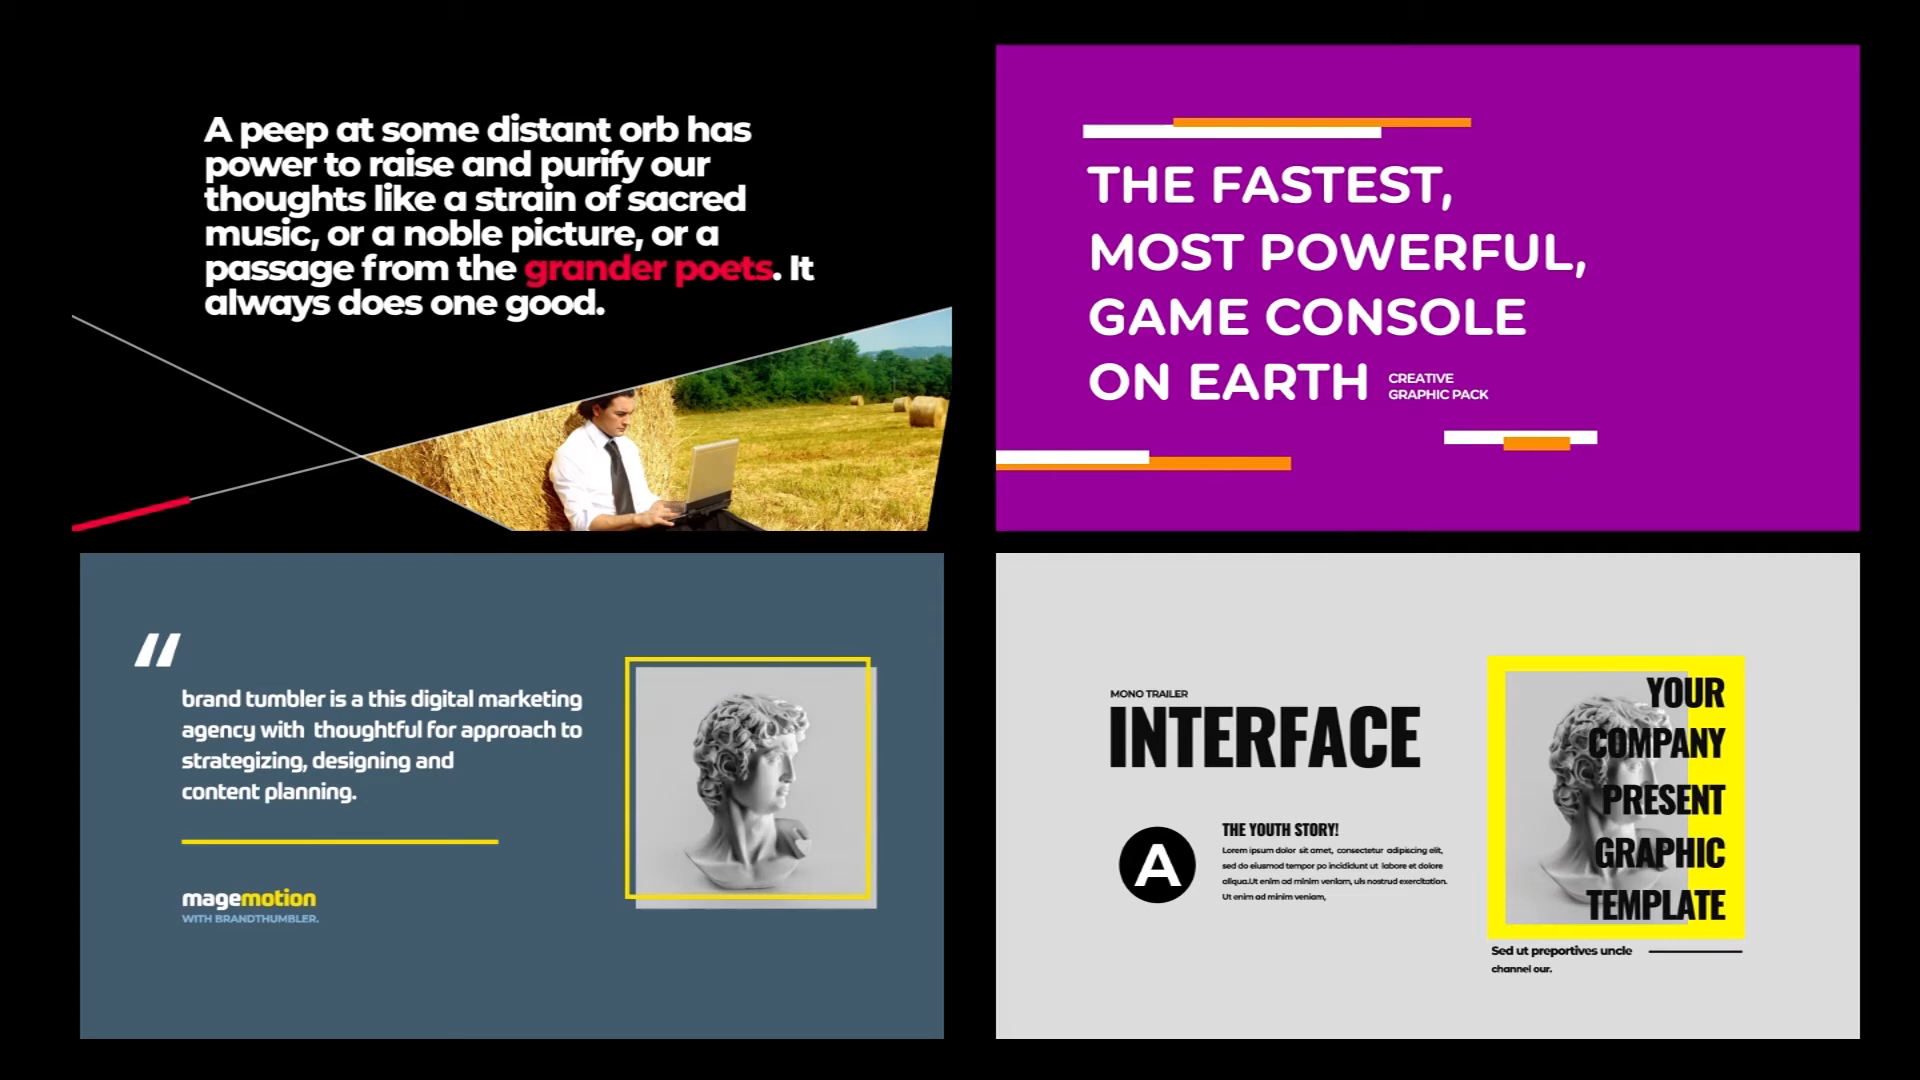 A peep at some distant orb has
power to raise and purify our
thoughts like a strain of sacred
music, or a noble picture, or a
passage from the grander poets. It
always does one good.
THE FASTEST,
MOST POWERFUL,
GAME CONSOLE
ON EARTH
CREATIVE
GRAPHIC PACK
“
brand tumbler is a this digital marketing
agency with thoughtful for approach to
strategizing, designing and
content planning.
magemotion
WITH BRANDTHUMBLER.
MONO TRAILER
INTERFACE
A
THE YOUTH STORY!
Lorem ipsum dolor sit amet, consectetur adipiscing elit,
sed do eiusmod tempor po incididunt ut labore et dolore
aliqua.Ut enim ad minim veniam, uis nostrud exercitation.
Ut enim ad minim veniam,
YOUR
COMPANY
PRESENT
GRAPHIC
TEMPLATE
Sed ut preportives uncle
channel our.